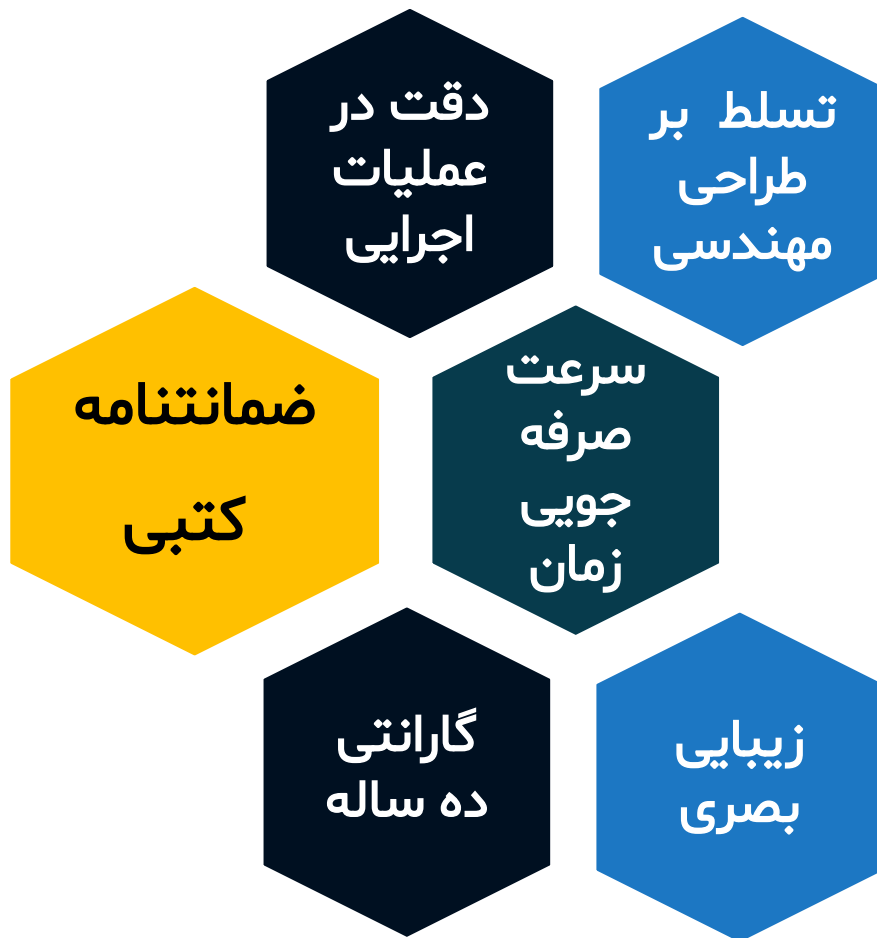 تسلط بر
طراحی
مهندسی
دقت در
عملیات
اجرایی
سرعت
صرفه
جویی
زمان
ضمانتنامه
کتبی
زیبایی
بصری
گارانتی
ده ساله